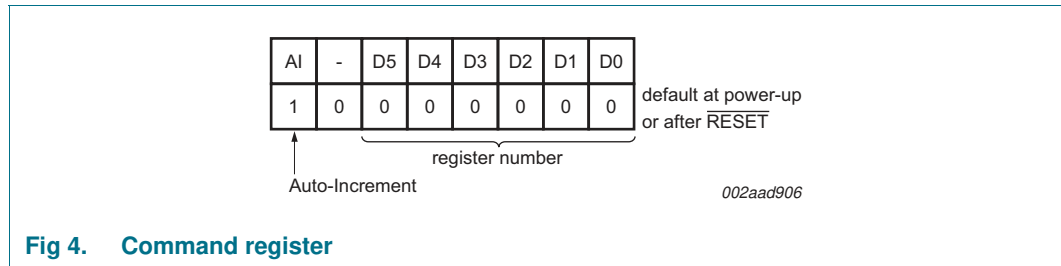 AI - D5 D4 D3 D2 D1 D0
1 0 0 0 0 0 0 0
default at power-up
or after RESET
register number
Auto-Increment
002aad906
Fig 4. Command register